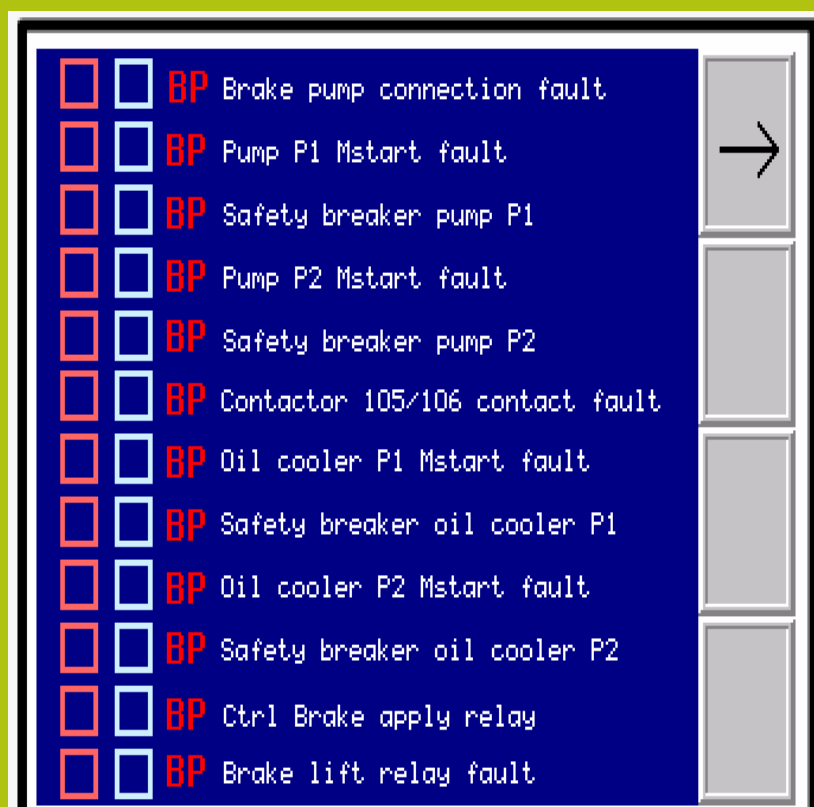 BP Brake pump connection fault
BP Pump P1 Mstart fault
BP Safety breaker pump P1
BP Pump P2 Mstart fault
BP Safety breaker pump P2
BP Contactor 105/106 contact fault
BP Oil cooler P1 Mstart fault
BP Safety breaker oil cooler P1
BP Oil cooler P2 Mstart fault
BP Safety breaker oil cooler P2
BP Ctrl Brake apply relay
BP Brake lift relay fault